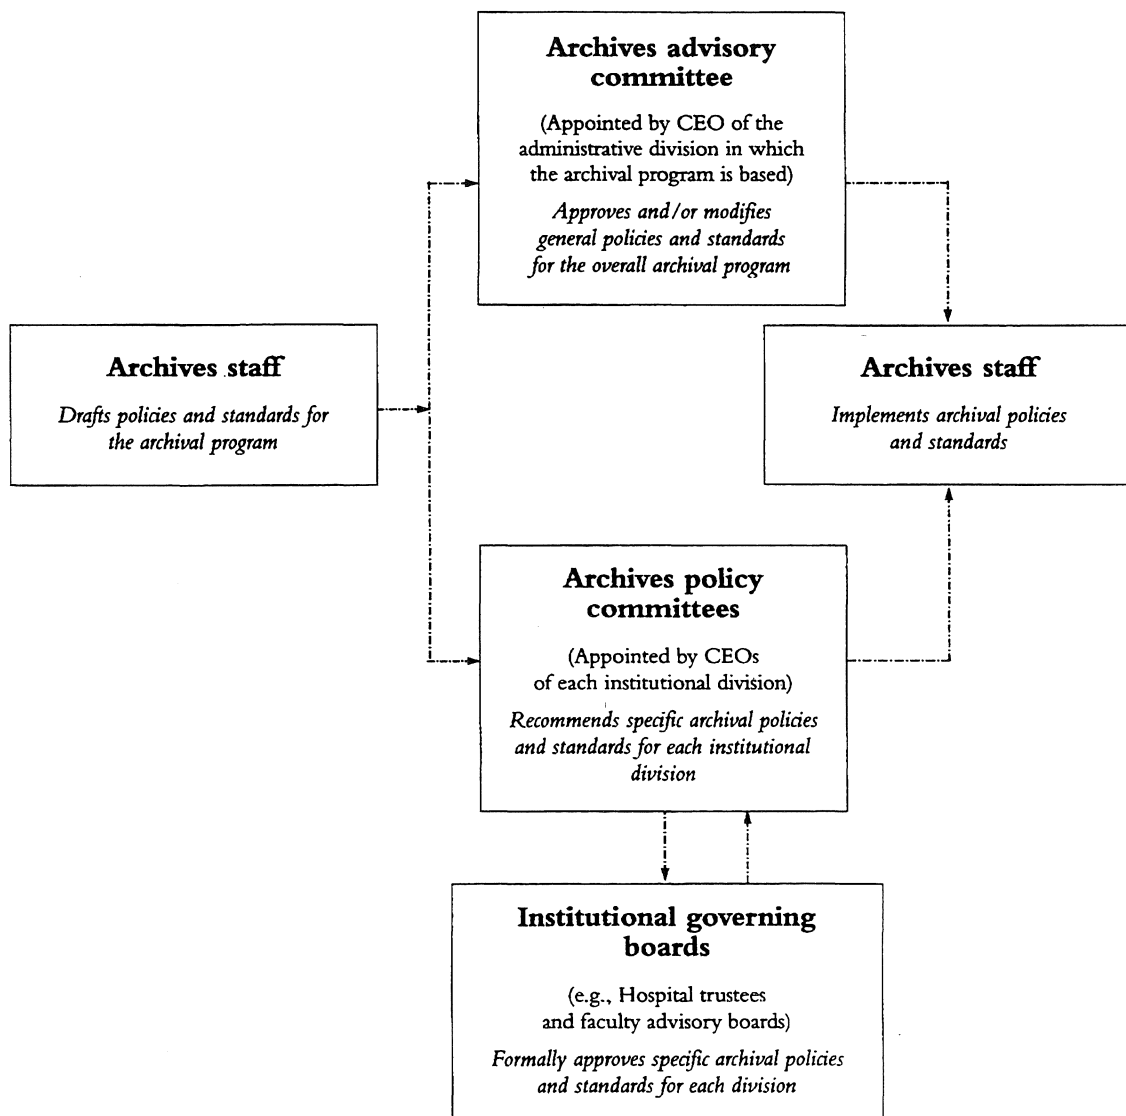 Archives advisory
committee
(Appointed by CEO of the
administrative division in which
the archival program is based)
Approves and/or modifies
general policies and standards
for the overall archival program
Archives staff
Drafts policies and standards for
the archival program
Archives staff
Implements archival policies
and standards
Archives policy
committees
(Appointed by CEOs
of each institutional division)
Recommends specific archival policies
and standards for each institutional
division
Institutional governing
boards
(e.g., Hospital trustees
and faculty advisory boards)
Formally approves specific archival policies
and standards for each division